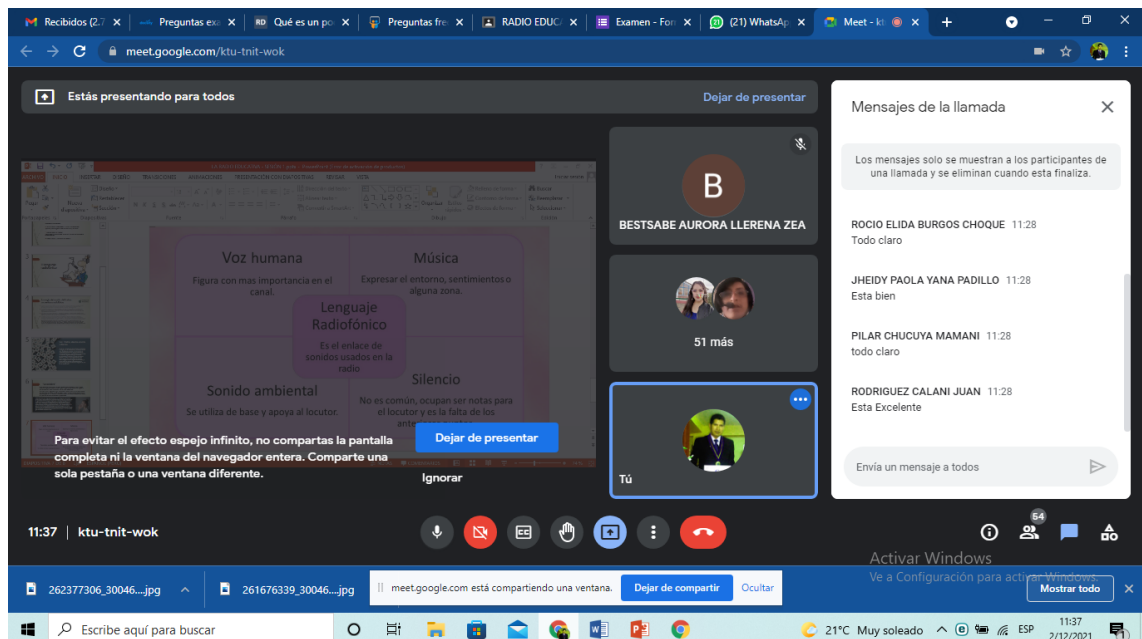 Recibidos (2.7
Preguntas exa
Qué es un po
Preguntas fre
RADIO EDUC
Examen - For
(21) WhatsAp
Meet - kt
meet.google.com/ktu-tnit-wok
Estás presentando para todos
Dejar de presentar
Voz humana
Figura con mas importancia en el
canal.
Música
Expresar el entorno, sentimientos o
alguna zona.
Lenguaje
Radiofónico
Es el enlace de
sonidos usados en la
radio
Sonido ambiental
Se utiliza de base y apoya al locutor.
Silencio
No es común, ocupan ser notas para
el locutor y es la falta de los
Para evitar el efecto espejo infinito, no compartas la pantalla
completa ni la ventana del navegador entera. Comparte una
sola pestaña o una ventana diferente.
Dejar de presentar
Ignorar
B
BESTSABE AURORA LLERENA ZEA
51 más
Tú
Mensajes de la llamada
Los mensajes solo se muestran a los participantes de
una llamada y se eliminan cuando esta finaliza.
ROCIO ELIDA BURGOS CHOQUE 11:28
Todo claro
JHEIDY PAOLA YANA PADILLO 11:28
Esta bien
PILAR CHUCUYA MAMANI 11:28
todo claro
RODRIGUEZ CALANI JUAN 11:28
Esta Excelente
Envía un mensaje a todos
11:37 | ktu-tnit-wok
54
Activar Windows
Ve a Configuración para activar Windows.
262377306_30046....jpg
261676339_30046....jpg
meet.google.com está compartiendo una ventana.
Dejar de compartir
Ocultar
Mostrar todo
Escribe aquí para buscar
21°C Muy soleado
ESP
11:37
2/12/2021